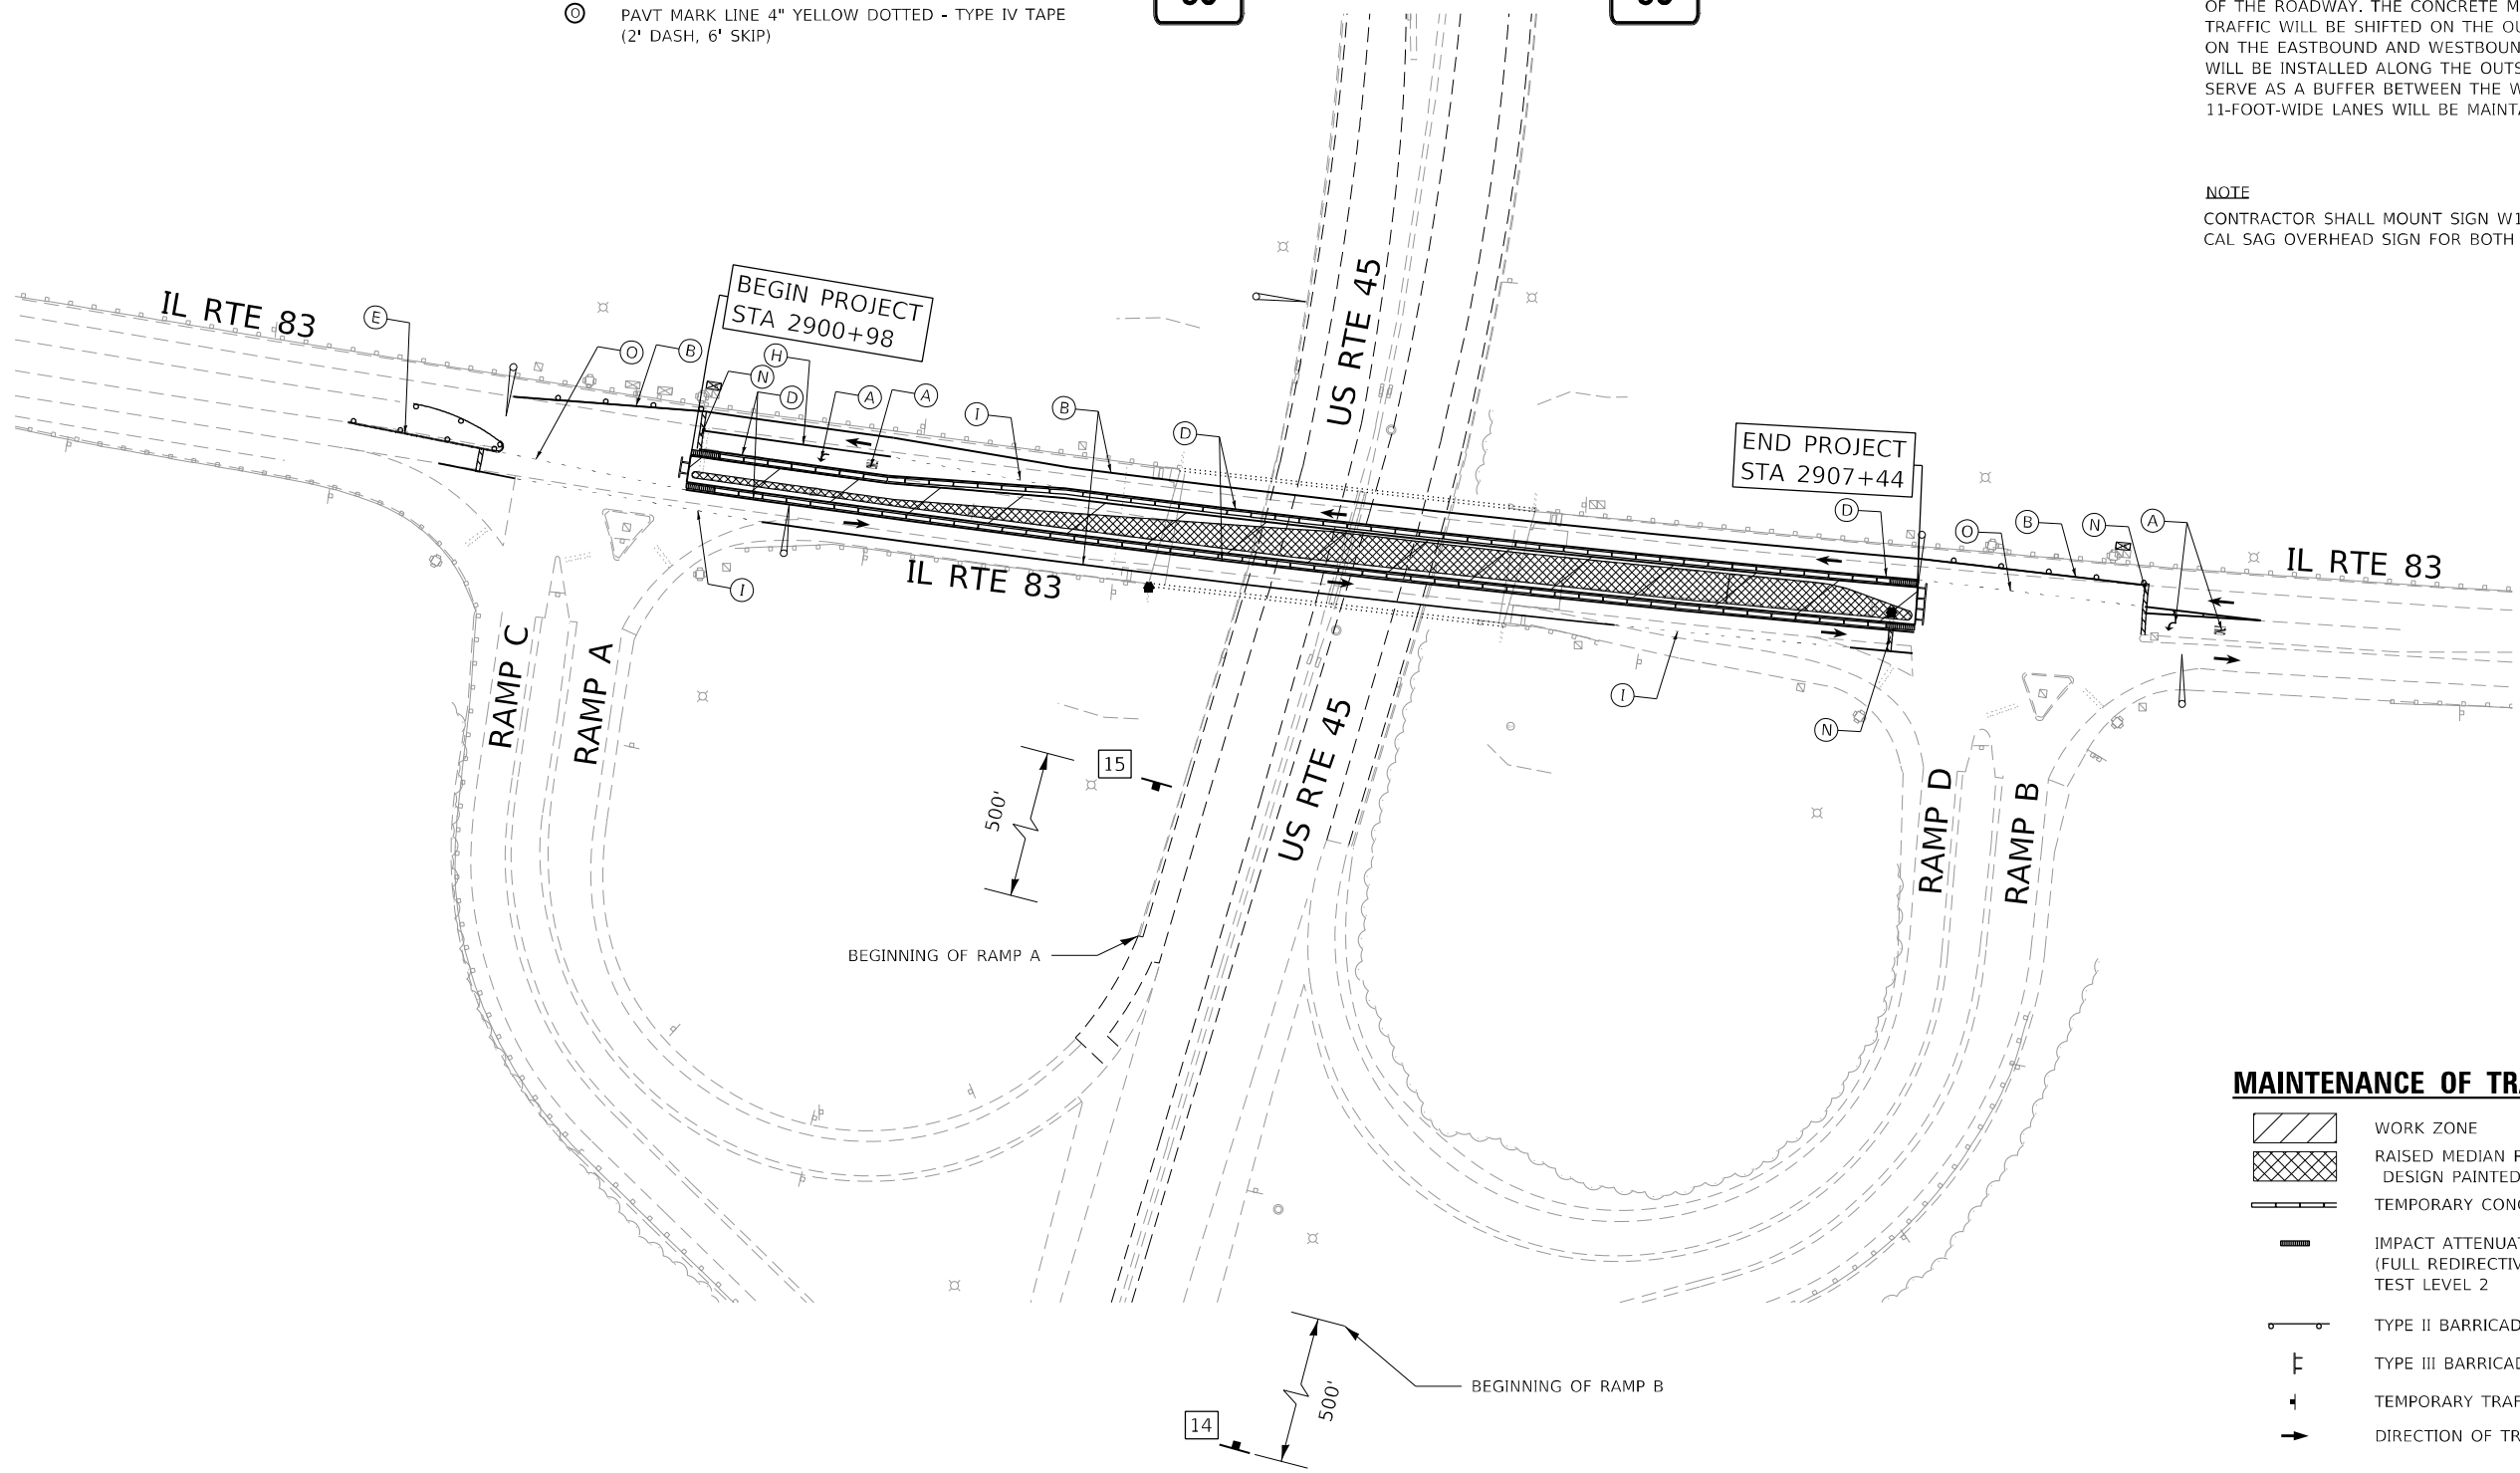 Ⓞ PAVT MARK LINE 4" YELLOW DOTTED - TYPE IV TAPE
(2' DASH, 6' SKIP)
OF THE ROADWAY. THE CONCRETE M
TRAFFIC WILL BE SHIFTED ON THE OU
ON THE EASTBOUND AND WESTBOUN
WILL BE INSTALLED ALONG THE OUTS
SERVE AS A BUFFER BETWEEN THE W
11-FOOT-WIDE LANES WILL BE MAINTA
NOTE
CONTRACTOR SHALL MOUNT SIGN W1
CAL SAG OVERHEAD SIGN FOR BOTH
IL RTE 83
E
BEGIN PROJECT
STA 2900+98
O
B
H
N
D
A
A
I
B
D
US RTE 45
END PROJECT
STA 2907+44
D
O
B
N
A
IL RTE 83
IL RTE 83
I
RAMP C
RAMP A
I
N
15
500'
US RTE 45
RAMP D
RAMP B
BEGINNING OF RAMP A
BEGINNING OF RAMP B
500'
14
MAINTENANCE OF TRA
WORK ZONE
RAISED MEDIAN R
DESIGN PAINTED
TEMPORARY CONC
IMPACT ATTENUAT
(FULL REDIRECTIV
TEST LEVEL 2
TYPE II BARRICAD
TYPE III BARRICAD
TEMPORARY TRAF
DIRECTION OF TR